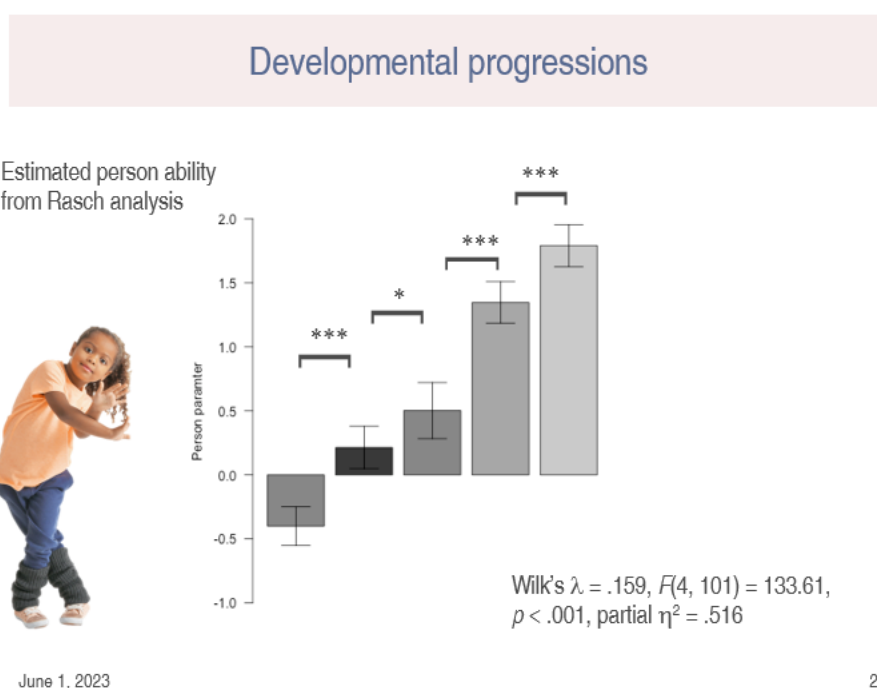 Developmental progressions
Estimated person ability
from Rasch analysis
***
***
*
***
2.0
1.5
1.0
0.5
0.0
-0.5
-1.0
Person paramter
Wilk's λ = .159, F(4, 101) = 133.61,
p < .001, partial η² = .516
June 1, 2023
2